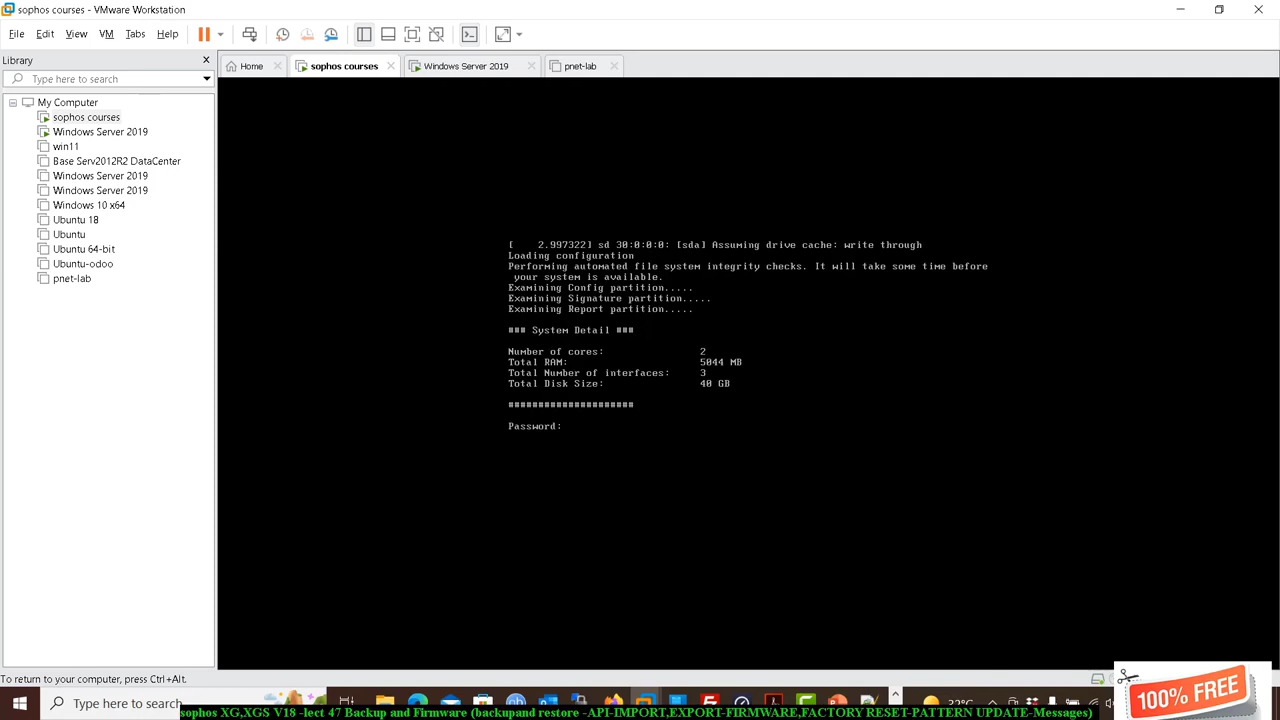 sophos courses - VMware Workstation
File Edit View VM Tabs Help
Library
Type here to search
My Computer
sophos courses
Windows Server 2019
win11
Base Serv2012R2 DataCenter
Windows Server 2019
Windows Server 2019
Windows 10 x64
Ubuntu 18
Ubuntu
Ubuntu 64-bit
Ubuntu-odoo
pnet-lab
Home sophos courses Windows Server 2019 pnet-lab
[    2.997322] sd 30:0:0:0: [sda] Assuming drive cache: write through
Loading configuration
Performing automated file system integrity checks. It will take some time before
your system is available.
Examining Config partition.....
Examining Signature partition.....
Examining Report partition.....
### System Detail ###
Number of cores: 2
Total RAM: 5044 MB
Total Number of interfaces: 3
Total Disk Size: 40 GB
#####################
Password:
To return to your computer, press Ctrl+Alt.
Type here to search
sophos XG,XGS V18 -lect 47 Backup and Firmware (backupand restore -API-IMPORT,EXPORT-FIRMWARE,FACTORY RESET-PATTERN UPDATE-Messages)
100% FREE